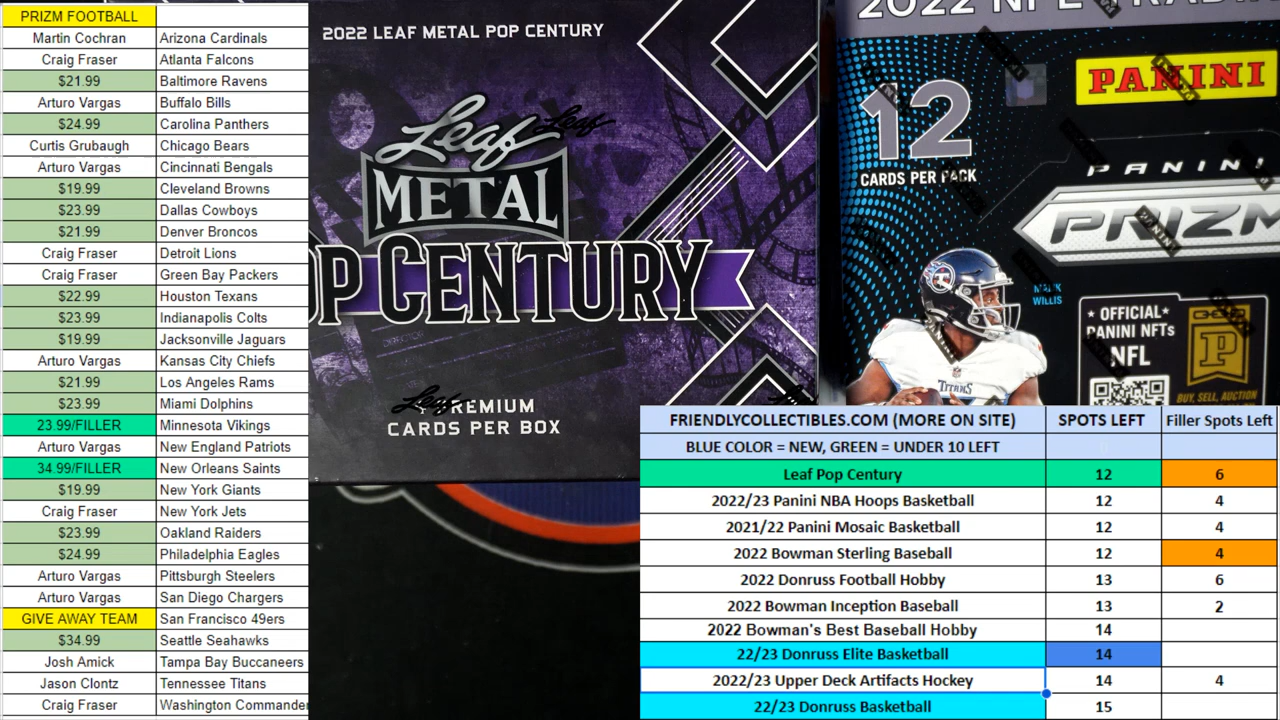 PRIZM FOOTBALL
Martin Cochran Arizona Cardinals
Craig Fraser Atlanta Falcons
$21.99 Baltimore Ravens
Arturo Vargas Buffalo Bills
$24.99 Carolina Panthers
Curtis Grubaugh Chicago Bears
Arturo Vargas Cincinnati Bengals
$19.99 Cleveland Browns
$23.99 Dallas Cowboys
$21.99 Denver Broncos
Craig Fraser Detroit Lions
Craig Fraser Green Bay Packers
$22.99 Houston Texans
$23.99 Indianapolis Colts
$19.99 Jacksonville Jaguars
Arturo Vargas Kansas City Chiefs
$21.99 Los Angeles Rams
$23.99 Miami Dolphins
23.99/FILLER Minnesota Vikings
Arturo Vargas New England Patriots
34.99/FILLER New Orleans Saints
$19.99 New York Giants
Craig Fraser New York Jets
$23.99 Oakland Raiders
$24.99 Philadelphia Eagles
Arturo Vargas Pittsburgh Steelers
Arturo Vargas San Diego Chargers
GIVE AWAY TEAM San Francisco 49ers
$34.99 Seattle Seahawks
Josh Amick Tampa Bay Buccaneers
Jason Clontz Tennessee Titans
Craig Fraser Washington Commander
2022 LEAF METAL POP CENTURY
Leaf Leaf
METAL
P CENTURY
Leaf
PREMIUM
CARDS PER BOX
2022 NFL
PANINI
12
CARDS PER PACK
PANINI
PRIZM
MALIK
WILLIS
TITANS
OFFICIAL
PANINI NFTs
NFL
P
BUY, SELL, AUCTION
FRIENDLYCOLLECTIBLES.COM (MORE ON SITE) SPOTS LEFT Filler Spots Left
BLUE COLOR = NEW, GREEN = UNDER 10 LEFT
Leaf Pop Century 12 6
2022/23 Panini NBA Hoops Basketball 12 4
2021/22 Panini Mosaic Basketball 12 4
2022 Bowman Sterling Baseball 12 4
2022 Donruss Football Hobby 13 6
2022 Bowman Inception Baseball 13 2
2022 Bowman's Best Baseball Hobby 14
22/23 Donruss Elite Basketball 14
2022/23 Upper Deck Artifacts Hockey 14 4
22/23 Donruss Basketball 15